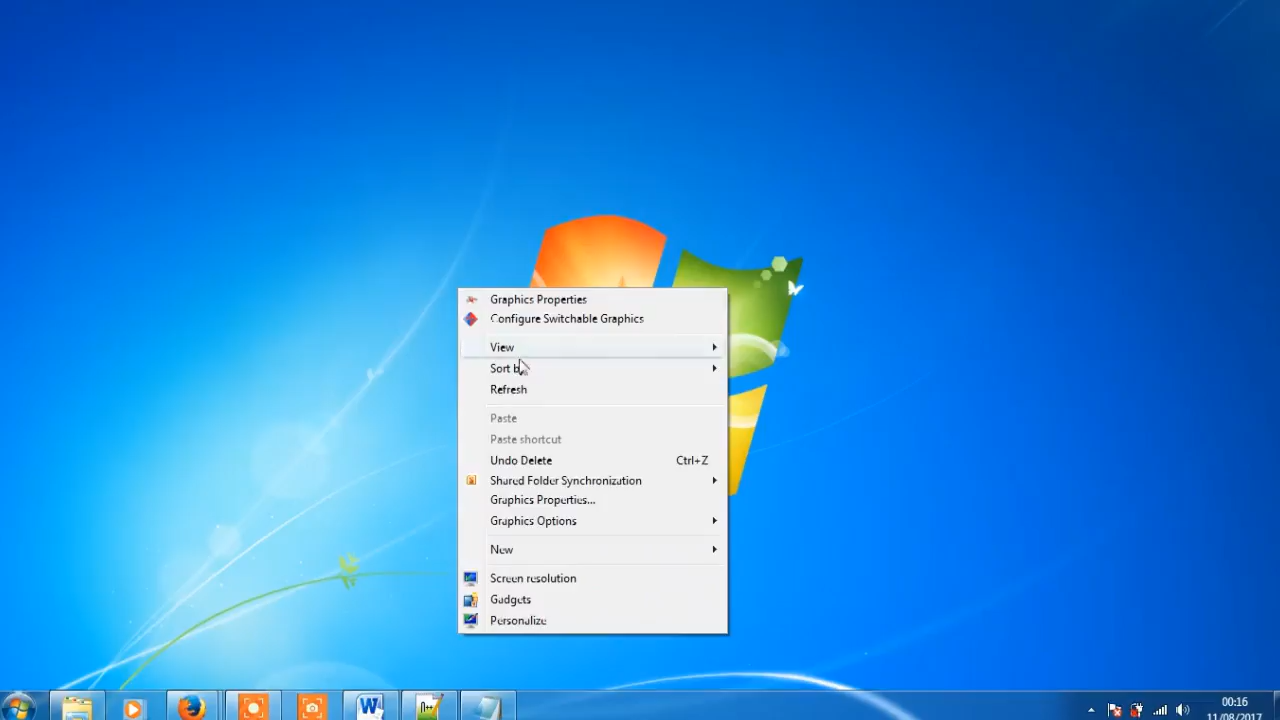 Graphics Properties
Configure Switchable Graphics
View
Sort b
Refresh
Paste
Paste shortcut
Undo Delete Ctrl+Z
Shared Folder Synchronization
Graphics Properties...
Graphics Options
New
Screen resolution
Gadgets
Personalize
W
00:16
11/08/2017